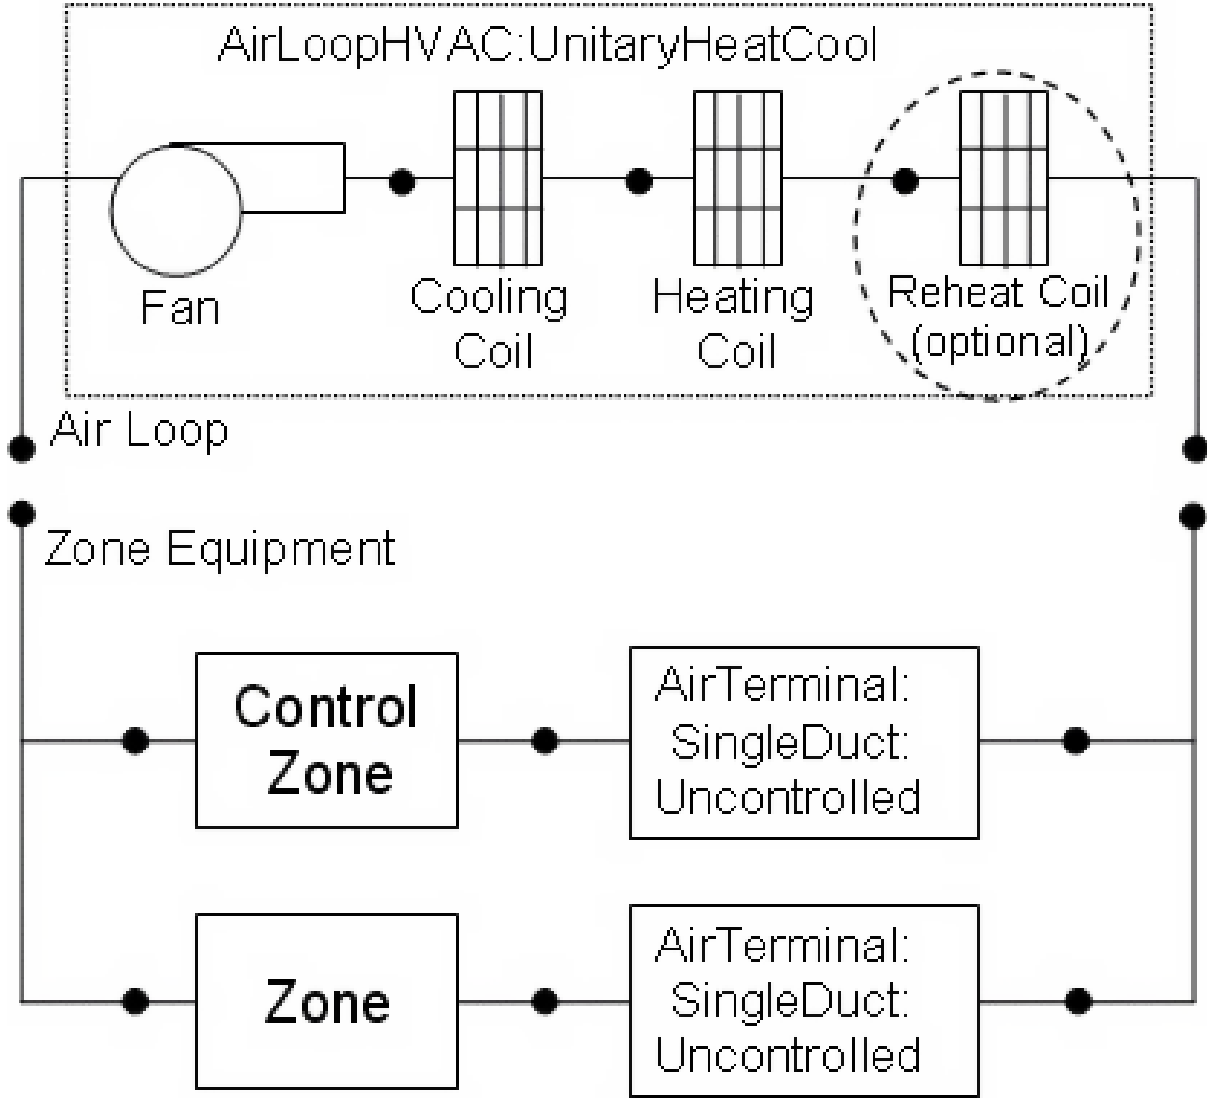 AirLoopHVAC:UnitaryHeatCool
Fan
Cooling
Coil
Heating
Coil
Reheat Coil
(optional)
Air Loop
Zone Equipment
Control
Zone
AirTerminal:
SingleDuct:
Uncontrolled
Zone
AirTerminal:
SingleDuct:
Uncontrolled